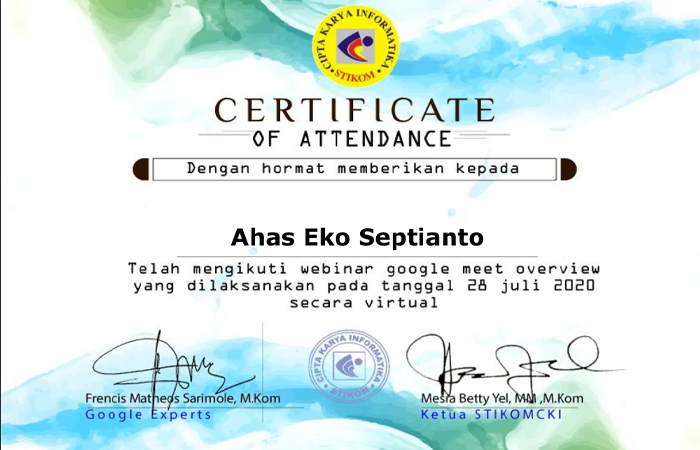 CIPTA KARYA INFORMATIKA
STIKOM
CERTIFICATE
OF ATTENDANCE
Dengan hormat memberikan kepada
Ahas Eko Septianto
Telah mengikuti webinar google meet overview
yang dilaksanakan pada tanggal 28 juli 2020
secara virtual
CIPTA KARYA INFORMATIKA
STIKOM
Frencis Matheos Sarimole, M.Kom
Google Experts
Mesra Betty Yel, MM ,M.Kom
Ketua STIKOMCKI